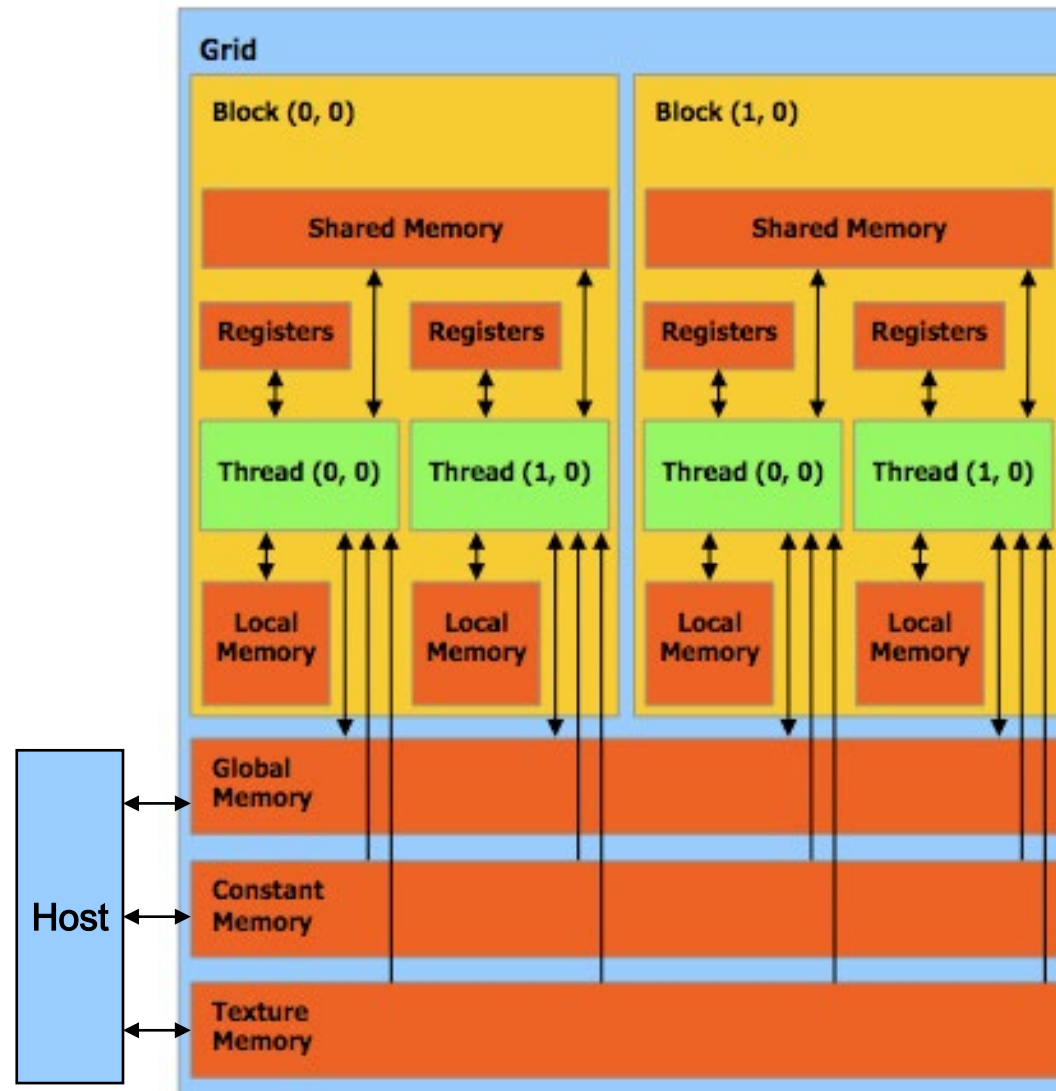 Grid
Block (0, 0)
Block (1, 0)
Shared Memory
Shared Memory
Registers
Registers
Registers
Registers
Thread (0, 0)
Thread (1, 0)
Thread (0, 0)
Thread (1, 0)
Local
Memory
Local
Memory
Local
Memory
Local
Memory
Host
Global
Memory
Constant
Memory
Texture
Memory